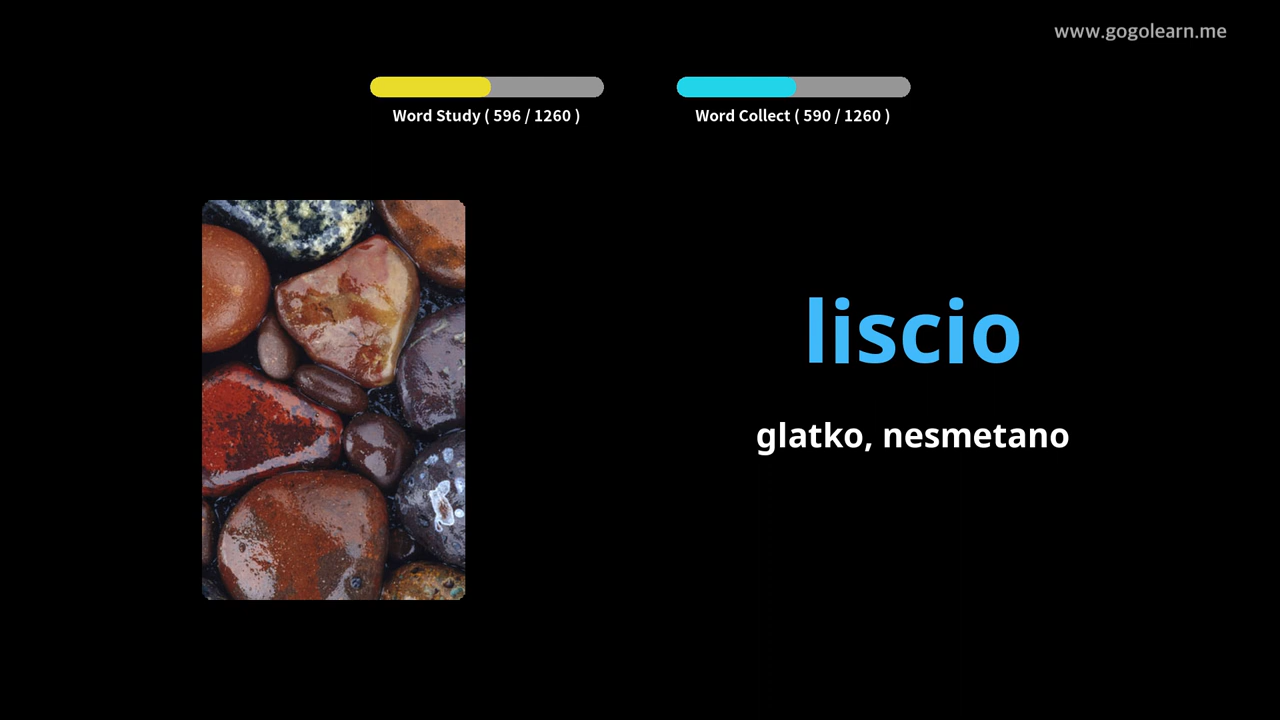 www.gogolearn.me
Word Study ( 596 / 1260 )
Word Collect ( 590 / 1260 )
liscio
glatko, nesmetano